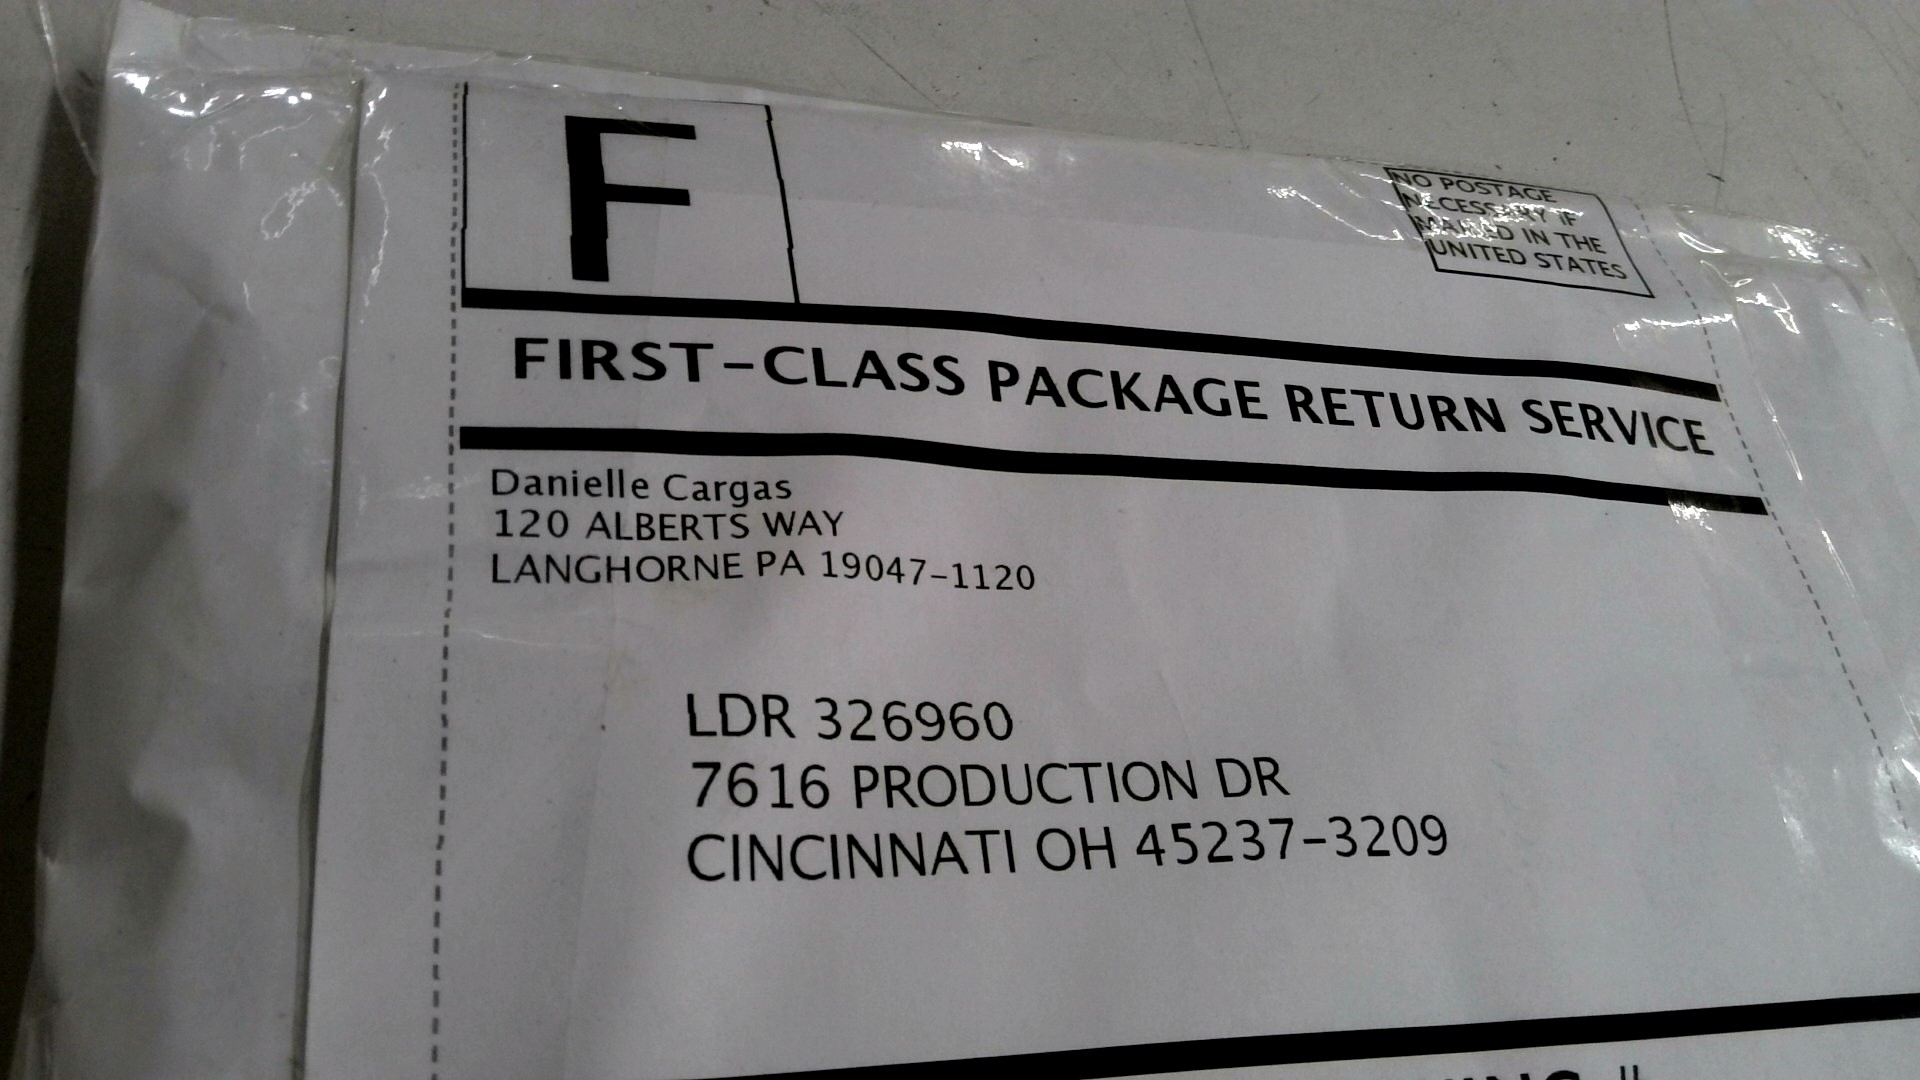 F
NO POSTAGE
NECESSARY IF
MAILED IN THE
UNITED STATES
FIRST-CLASS PACKAGE RETURN SERVICE
Danielle Cargas
120 ALBERTS WAY
LANGHORNE PA 19047-1120
LDR 326960
7616 PRODUCTION DR
CINCINNATI OH 45237-3209